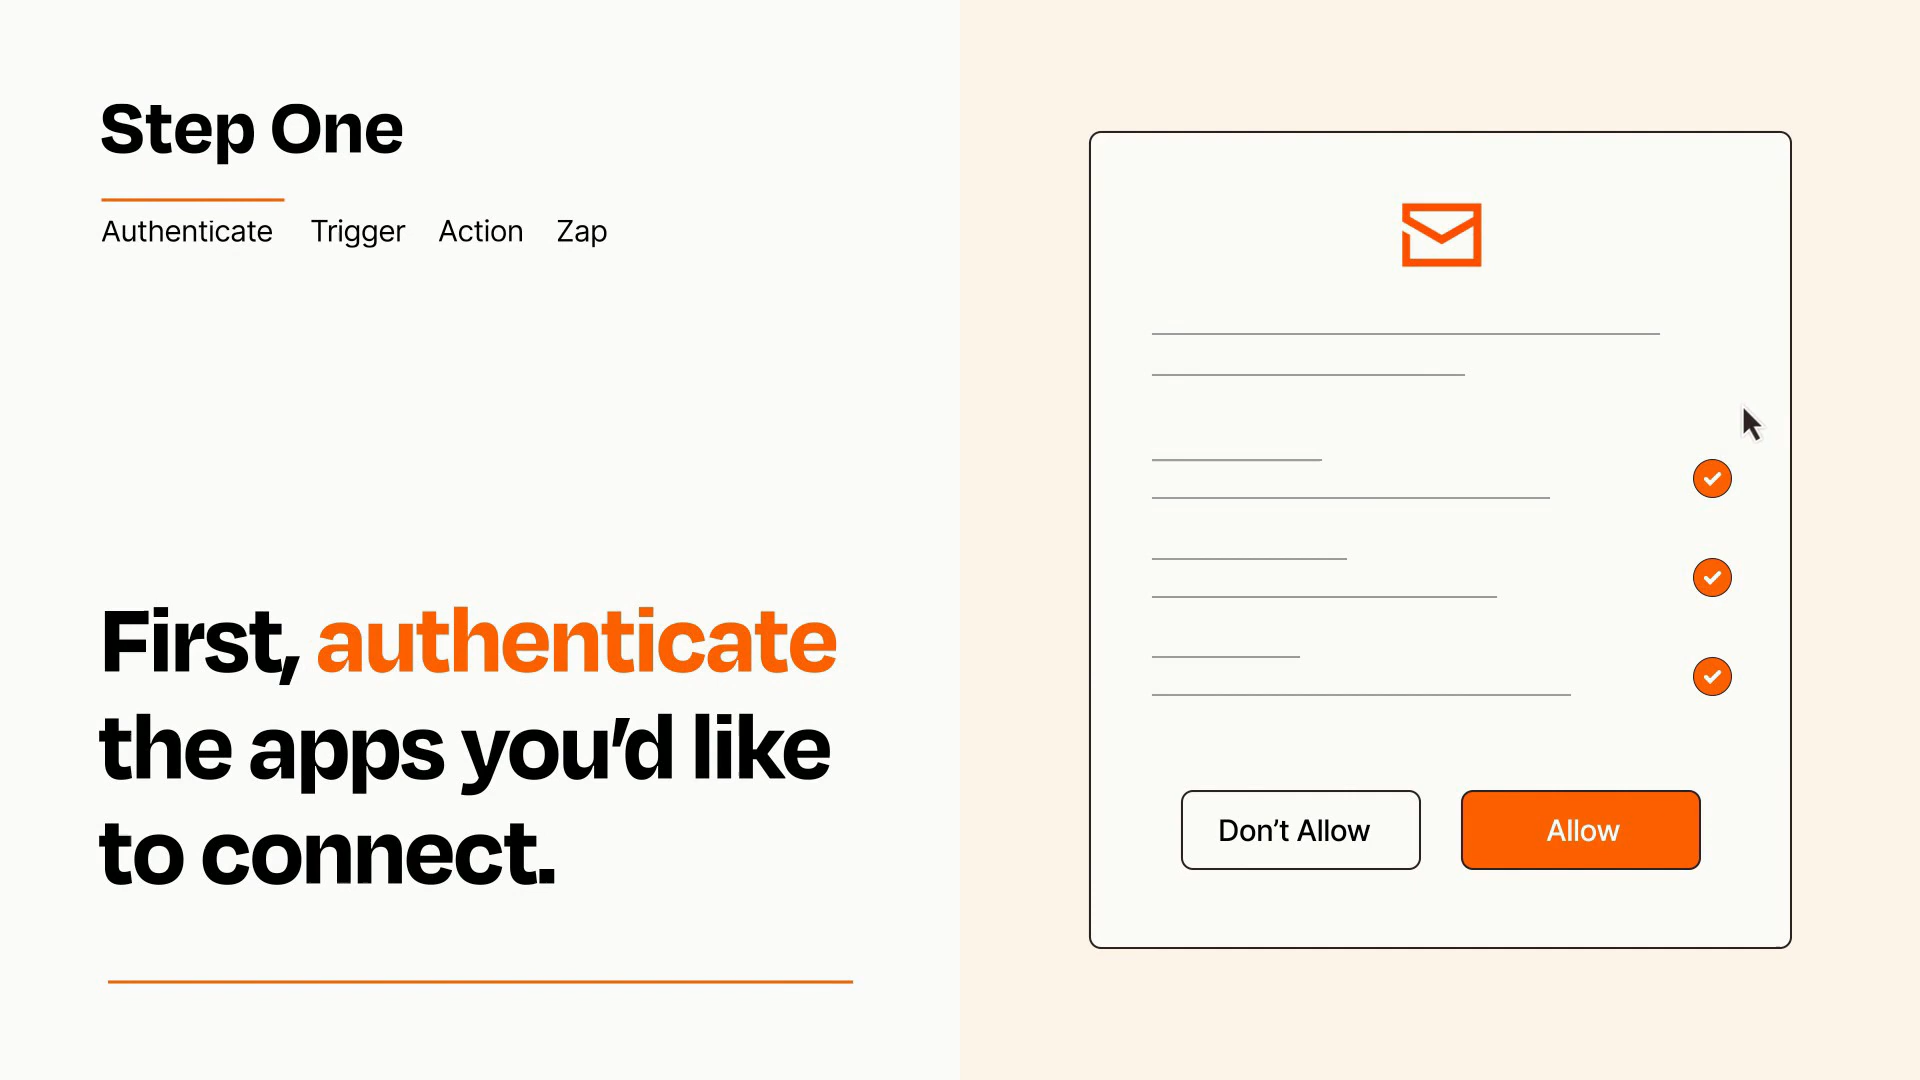 Step One
Authenticate Trigger Action Zap
First, authenticate
the apps you’d like
to connect.
Don’t Allow
Allow